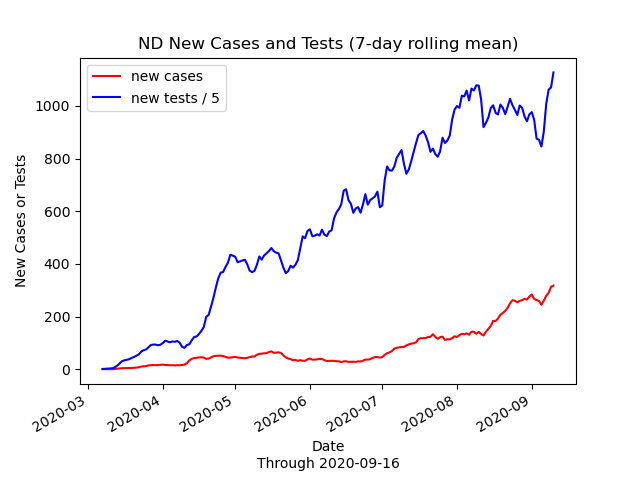 ND New Cases and Tests (7-day rolling mean)
new cases
new tests / 5
New Cases or Tests
1000
800
600
400
200
0
2020-03
2020-04
2020-05
2020-06
2020-07
2020-08
2020-09
Date
Through 2020-09-16